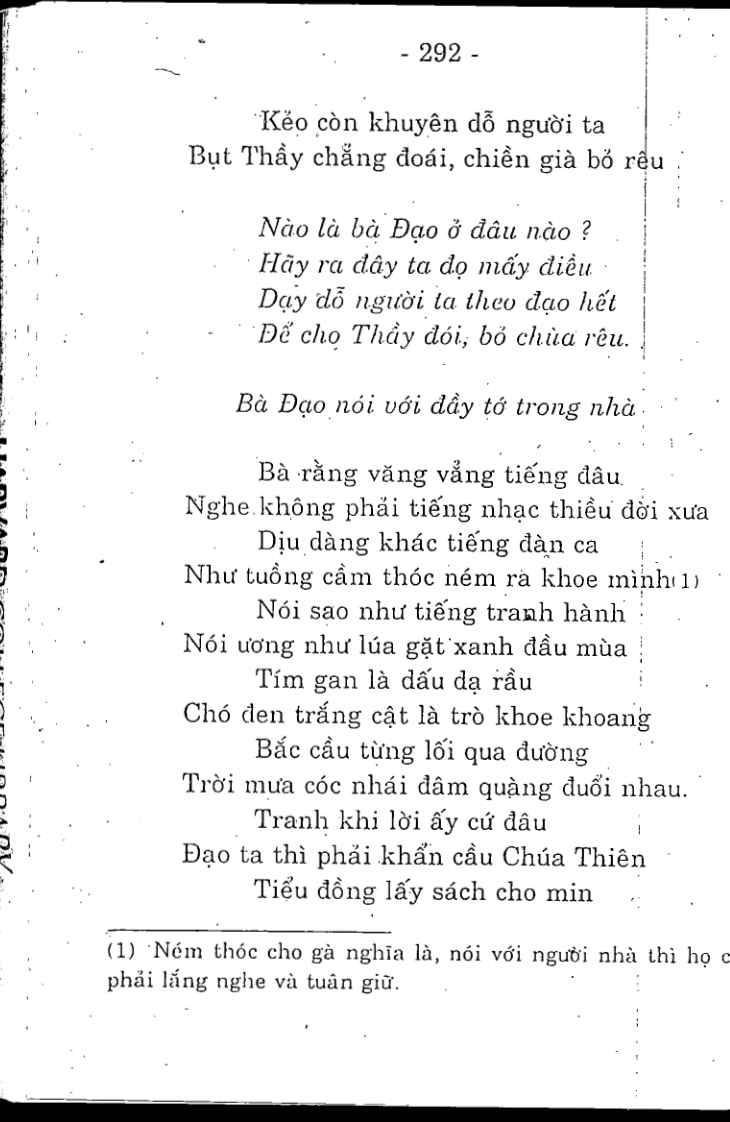 - 292 -
Kẻo còn khuyên dỗ người ta
Bụt Thầy chẳng đoái, chiền già bỏ rêu
Nào là bà Đạo ở đâu nào ?
Hãy ra đây ta đọ mấy điều
Dạy dỗ người ta theo đạo hết
Để cho Thầy đói, bỏ chùa rêu.
Bà Đạo nói với đầy tớ trong nhà
Bà rằng văng vẳng tiếng đâu
Nghe không phải tiếng nhạc thiều đời xưa
Dịu dàng khác tiếng đàn ca
Như tuồng cầm thóc ném ra khoe mình(1)
Nói sao như tiếng tranh hành
Nói ương như lúa gặt xanh đầu mùa
Tím gan là dấu dạ rầu
Chó đen trắng cật là trò khoe khoang
Bắc cầu từng lối qua đường
Trời mưa cóc nhái đâm quàng đuổi nhau.
Tranh khi lời ấy cứ đâu
Đạo ta thì phải khẩn cầu Chúa Thiên
Tiểu đồng lấy sách cho min
(1) Ném thóc cho gà nghĩa là, nói với người nhà thì họ c
phải lắng nghe và tuân giữ.